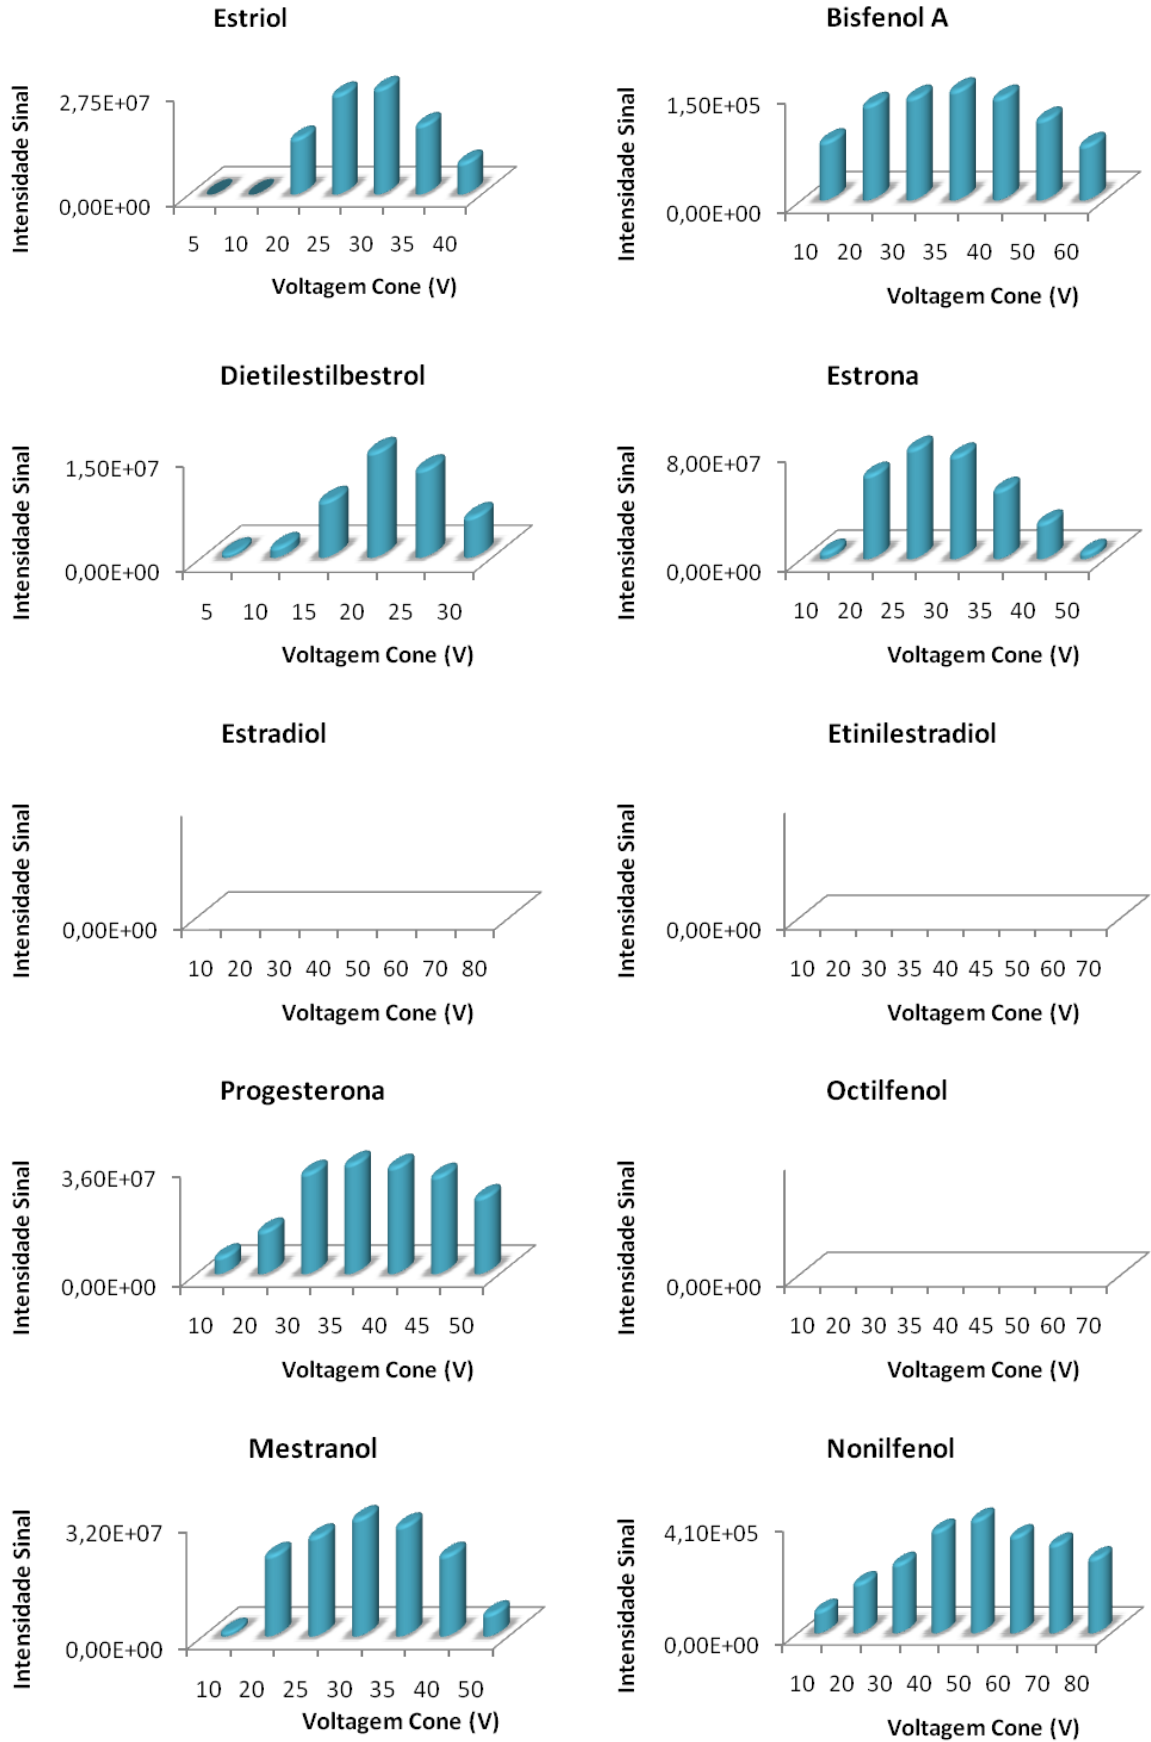 Estriol
Intensidade Sinal
2,75E+07
0,00E+00
5 10 20 25 30 35 40
Voltagem Cone (V)
Bisfenol A
Intensidade Sinal
1,50E+05
0,00E+00
10 20 30 35 40 50 60
Voltagem Cone (V)
Dietilestilbestrol
Intensidade Sinal
1,50E+07
0,00E+00
5 10 15 20 25 30
Voltagem Cone (V)
Estrona
Intensidade Sinal
8,00E+07
0,00E+00
10 20 25 30 35 40 50
Voltagem Cone (V)
Estradiol
Intensidade Sinal
0,00E+00
10 20 30 40 50 60 70 80
Voltagem Cone (V)
Etinilestradiol
Intensidade Sinal
0,00E+00
10 20 30 35 40 45 50 60 70
Voltagem Cone (V)
Progesterona
Intensidade Sinal
3,60E+07
0,00E+00
10 20 30 35 40 45 50
Voltagem Cone (V)
Octilfenol
Intensidade Sinal
0,00E+00
10 20 30 35 40 45 50 60 70
Voltagem Cone (V)
Mestranol
Intensidade Sinal
3,20E+07
0,00E+00
10 20 25 30 35 40 50
Voltagem Cone (V)
Nonilfenol
Intensidade Sinal
4,10E+05
0,00E+00
10 20 30 40 50 60 70 80
Voltagem Cone (V)